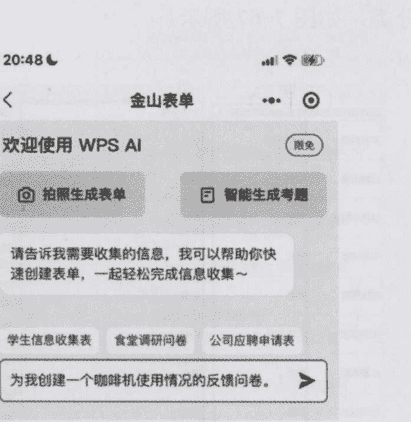 20:48
金山表单
欢迎使用 WPS AI
限免
拍照生成表单
智能生成考题
请告诉我需要收集的信息，我可以帮助你快
速创建表单，一起轻松完成信息收集～
学生信息收集表
食堂调研问卷
公司应聘申请表
为我创建一个咖啡机使用情况的反馈问卷。